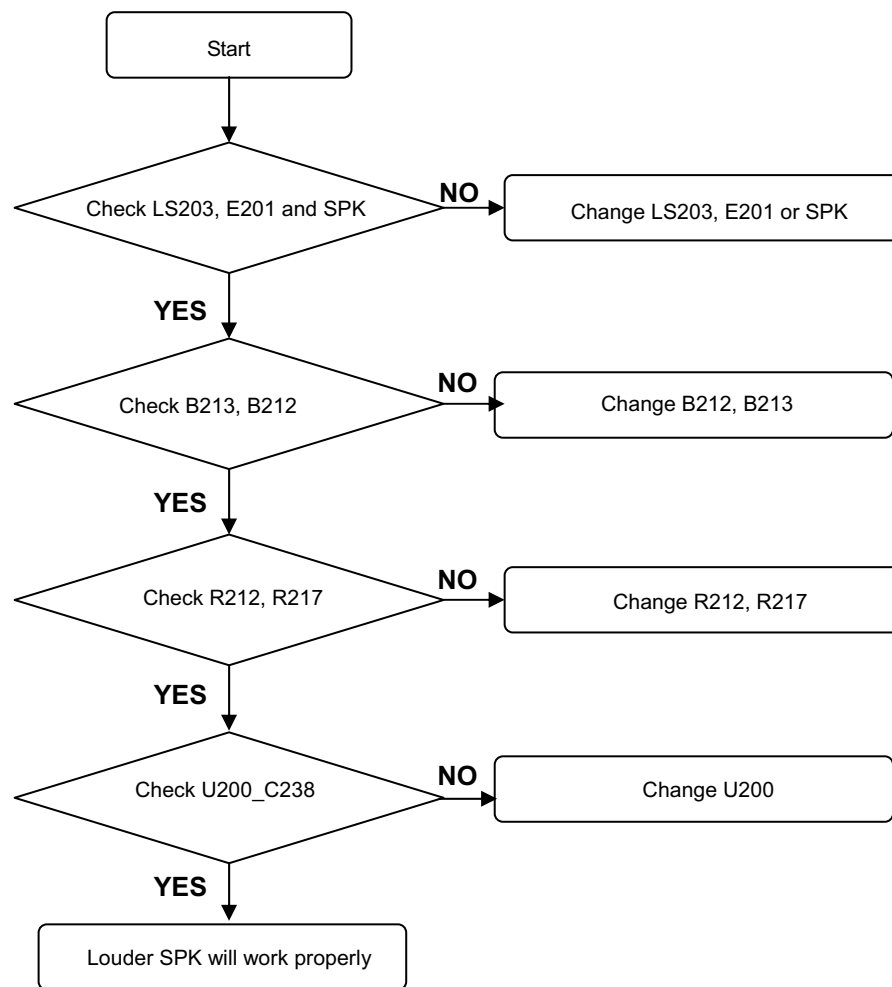 Start
Check LS203, E201 and SPK
NO
Change LS203, E201 or SPK
YES
Check B213, B212
NO
Change B212, B213
YES
Check R212, R217
NO
Change R212, R217
YES
Check U200_C238
NO
Change U200
YES
Louder SPK will work properly